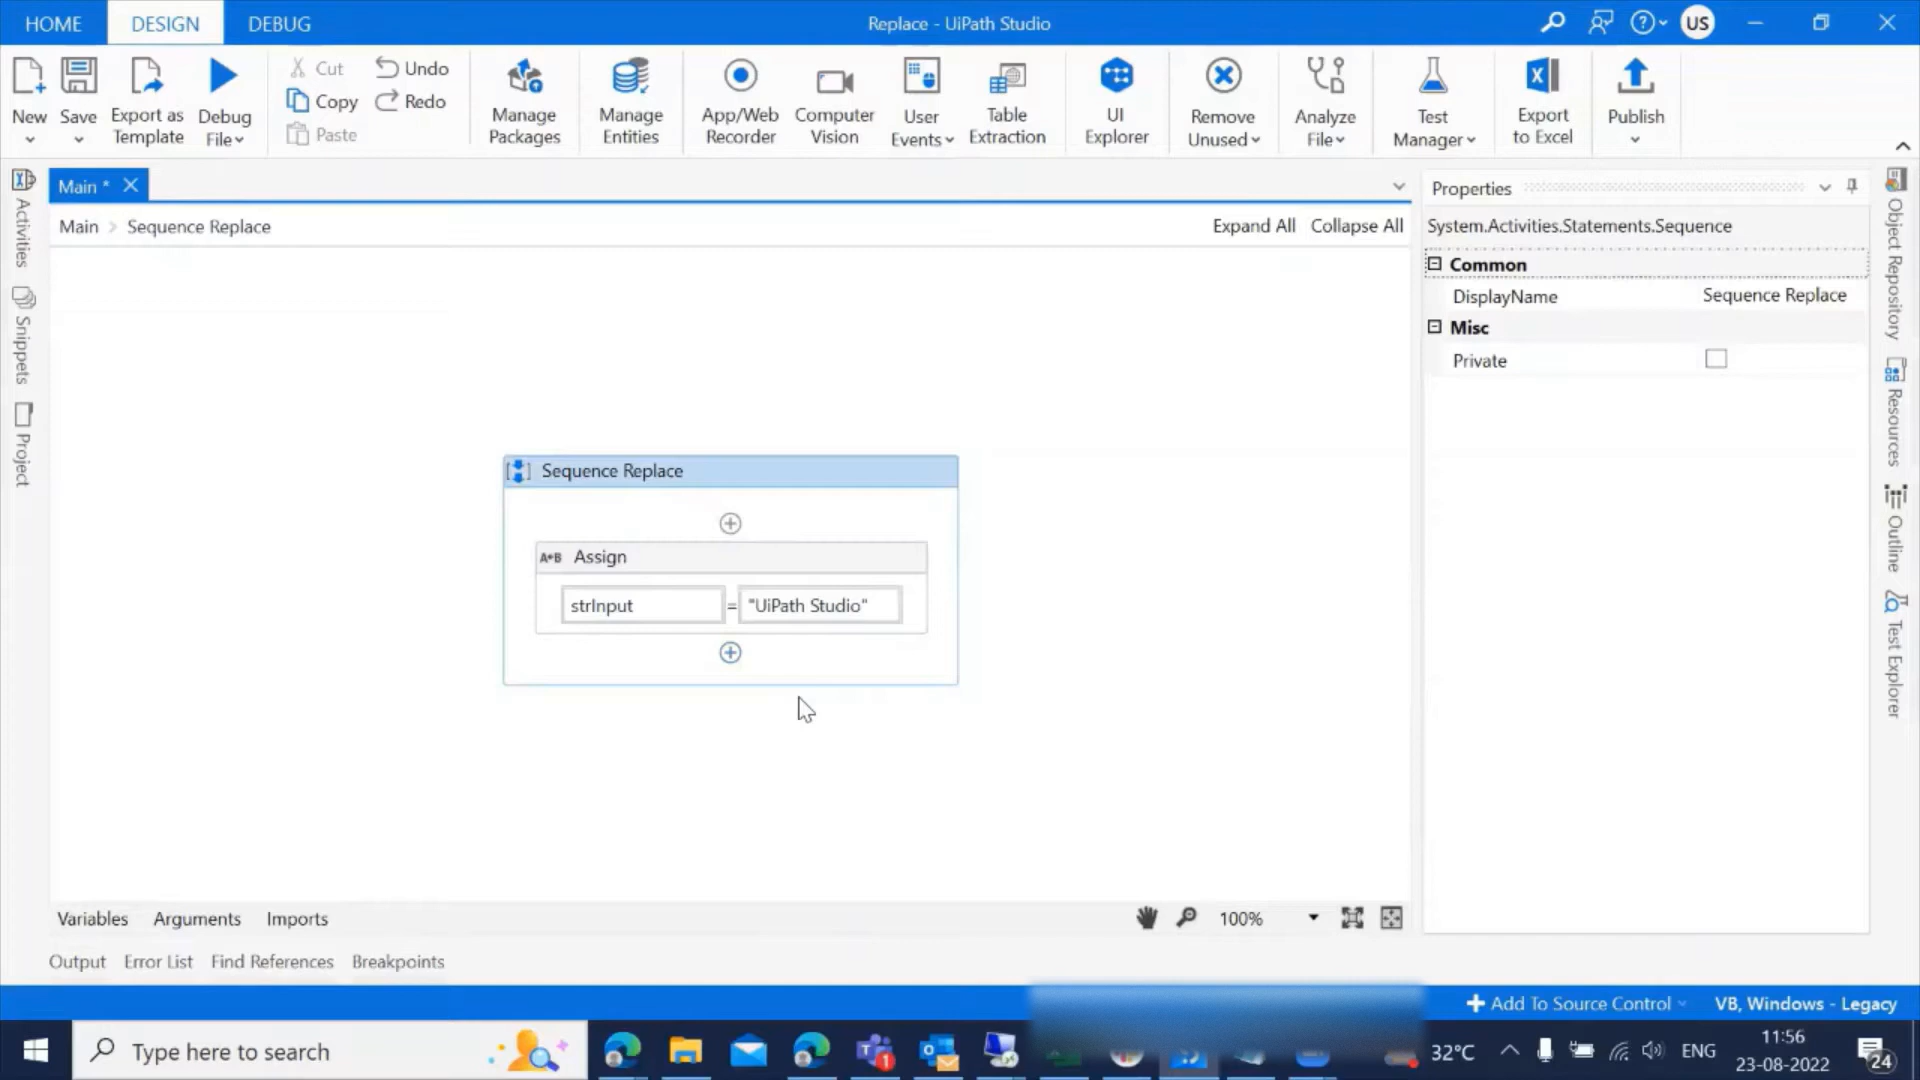 HOME DESIGN DEBUG Replace - UiPath Studio US
New Save Export as Template Debug File
Cut Copy Paste Undo Redo
Manage Packages
Manage Entities
App/Web Recorder
Computer Vision
User Events
Table Extraction
UI Explorer
Remove Unused
Analyze File
Test Manager
Export to Excel
Publish
Activities
Snippets
Project
Main *
Main > Sequence Replace Expand All Collapse All
Sequence Replace
A+B Assign
strInput = "UiPath Studio"
Properties
System.Activities.Statements.Sequence
Common
DisplayName Sequence Replace
Misc
Private
Object Repository
Resources
Outline
Test Explorer
Variables Arguments Imports 100%
Output Error List Find References Breakpoints
Add To Source Control VB, Windows - Legacy
Type here to search 1 32°C ENG 11:56
23-08-2022 24